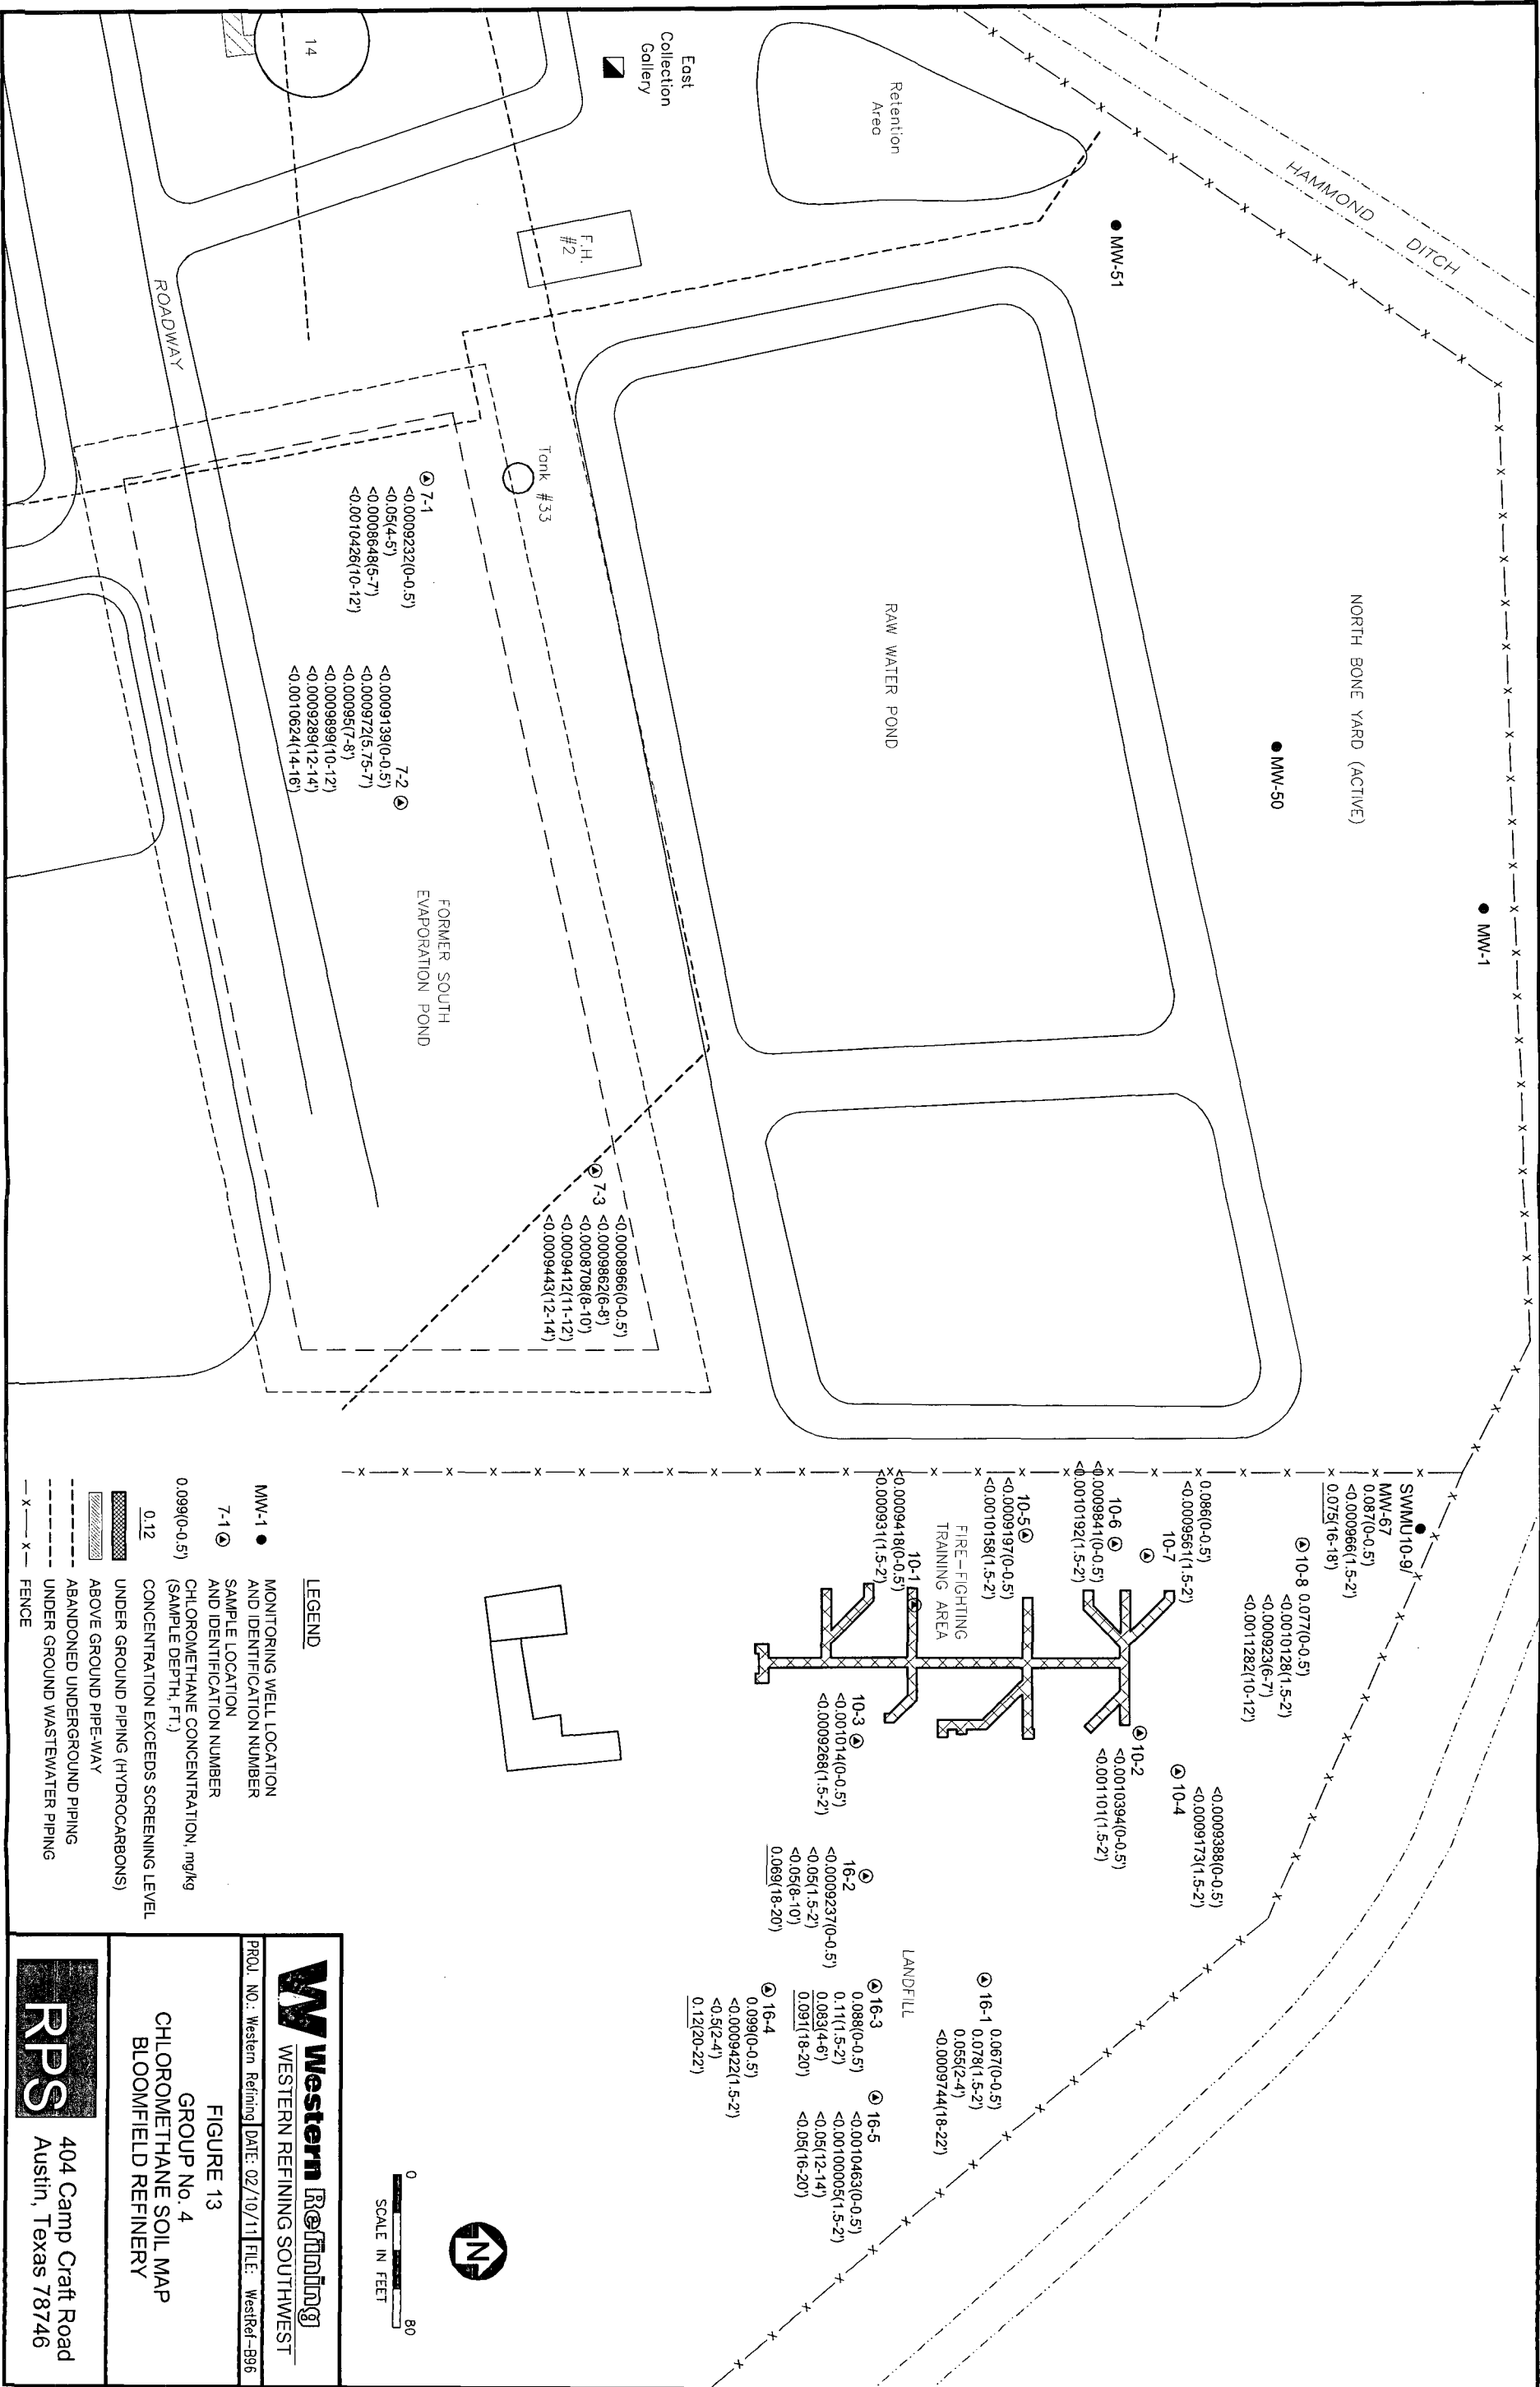 HAMMOND DITCH
NORTH BONE YARD (ACTIVE)
MW-1
MW-50
MW-51
Retention
Area
East
Collection
Gallery
14
F.H.
#2
RAW WATER POND
Tank #33
ROADWAY
FORMER SOUTH
EVAPORATION POND
7-1
<0.0009232(0-0.5')
<0.05(4-5')
<0.0008648(5-7')
<0.0010426(10-12')
7-2
<0.0009139(0-0.5')
<0.000972(5.75-7')
<0.00095(7-8')
<0.0009899(10-12')
<0.0009289(12-14')
<0.0010624(14-16')
7-3
<0.0008966(0-0.5')
<0.0009862(6-8')
<0.0008708(8-10')
<0.0009412(11-12')
<0.0009443(12-14')
SWMU10-9/
MW-67
0.087(0-0.5')
<0.000966(1.5-2')
0.075(16-18')
10-8
0.077(0-0.5')
<0.0010128(1.5-2')
<0.000923(6-7')
<0.0011282(10-12')
0.086(0-0.5')
<0.0009561(1.5-2')
10-7
10-6
<0.0009841(0-0.5')
<0.0010192(1.5-2')
10-5
<0.0009197(0-0.5')
<0.0010158(1.5-2')
FIRE-FIGHTING
TRAINING AREA
10-1
<0.0009418(0-0.5')
<0.000931(1.5-2')
<0.0009388(0-0.5')
<0.0009173(1.5-2')
10-4
10-2
<0.0010394(0-0.5')
<0.001101(1.5-2')
10-3
<0.001014(0-0.5')
<0.0009268(1.5-2')
16-2
<0.0009237(0-0.5')
<0.05(1.5-2')
<0.05(8-10')
0.069(18-20')
LANDFILL
16-1
0.067(0-0.5')
0.078(1.5-2')
0.055(2-4')
<0.0009744(18-22')
16-3
0.088(0-0.5')
0.11(1.5-2')
0.083(4-6')
0.091(18-20')
16-4
0.099(0-0.5')
<0.0009422(1.5-2')
<0.5(2-4')
0.12(20-22')
16-5
<0.0010463(0-0.5')
<0.00100005(1.5-2')
<0.05(12-14')
<0.05(16-20')
LEGEND
MW-1
MONITORING WELL LOCATION
AND IDENTIFICATION NUMBER
7-1
SAMPLE LOCATION
AND IDENTIFICATION NUMBER
0.099(0-0.5')
CHLOROMETHANE CONCENTRATION, mg/kg
(SAMPLE DEPTH, FT.)
0.12
CONCENTRATION EXCEEDS SCREENING LEVEL
UNDER GROUND PIPING (HYDROCARBONS)
ABOVE GROUND PIPE-WAY
ABANDONED UNDERGROUND PIPING
UNDER GROUND WASTEWATER PIPING
FENCE
N
0 80
SCALE IN FEET
Western Refining
WESTERN REFINING SOUTHWEST
PROJ. NO.: Western Refining DATE: 02/10/11 FILE: WestRef-B96
FIGURE 13
GROUP No. 4
CHLOROMETHANE SOIL MAP
BLOOMFIELD REFINERY
RPS
404 Camp Craft Road
Austin, Texas 78746